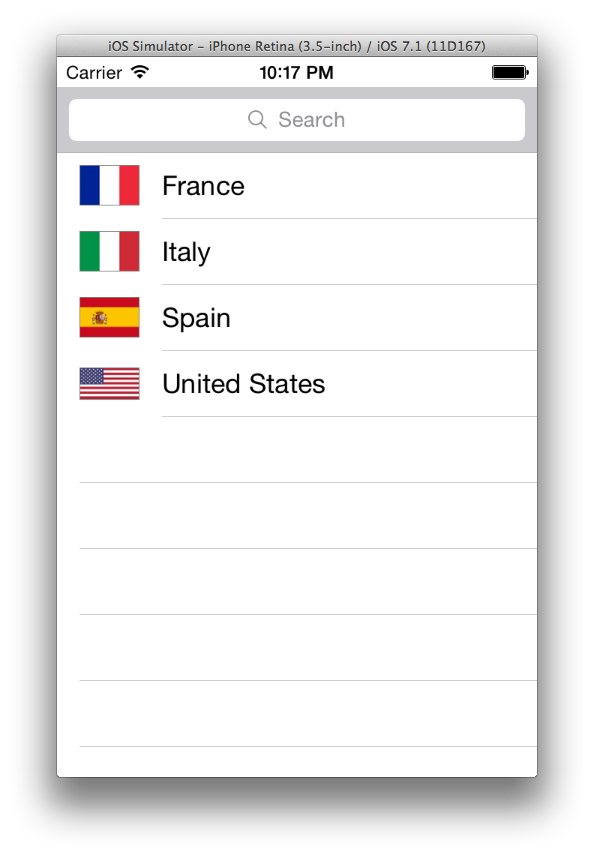 iOS Simulator – iPhone Retina (3.5-inch) / iOS 7.1 (11D167)
Carrier 10:17 PM
Search
France
Italy
Spain
United States